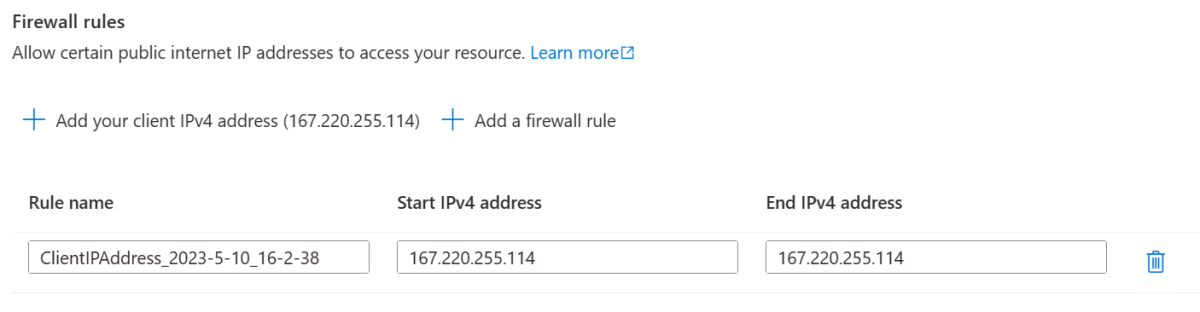 Firewall rules
Allow certain public internet IP addresses to access your resource. Learn more
Add your client IPv4 address (167.220.255.114) Add a firewall rule
Rule name Start IPv4 address End IPv4 address
ClientIPAddress_2023-5-10_16-2-38 167.220.255.114 167.220.255.114